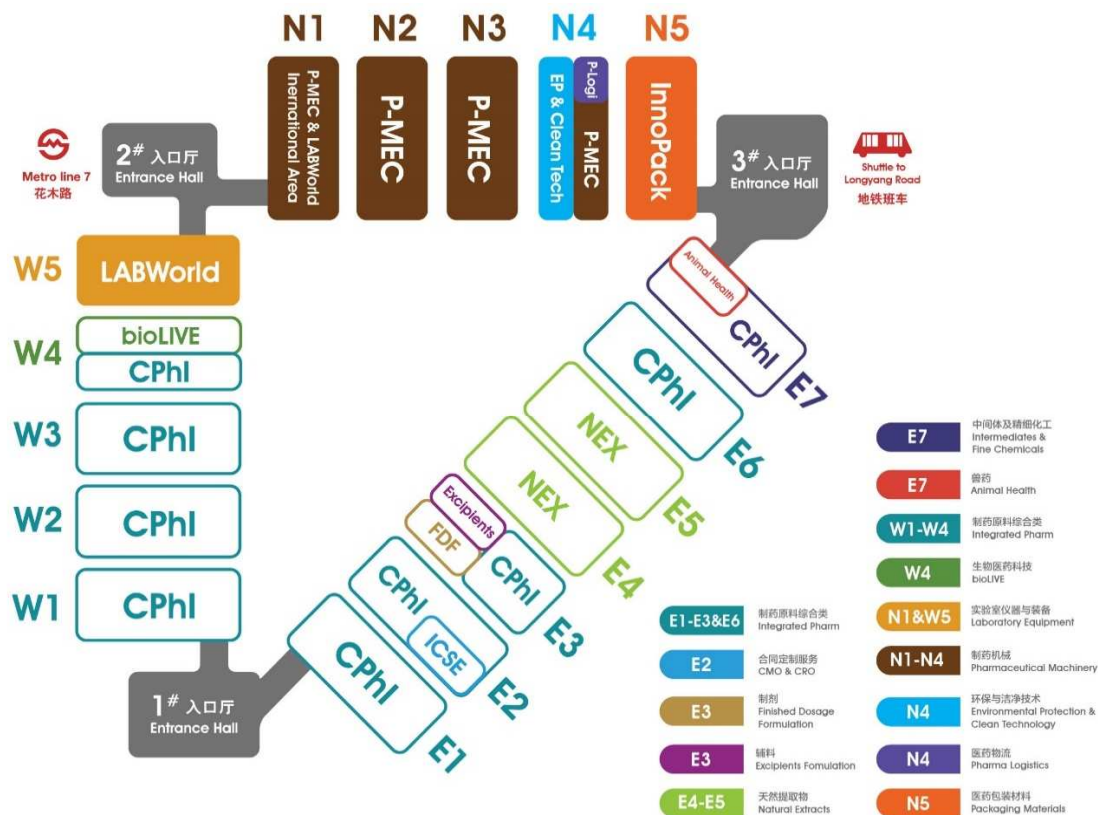 N1
N2
N3
N4
N5
P-MEC & LABWorld
Inernational Area
P-MEC
P-MEC
EP & Clean Tech
P-Logi
P-MEC
InnoPack
Metro line 7
花木路
2# 入口厅
Entrance Hall
3# 入口厅
Entrance Hall
Shuttle to
Longyang Road
地铁班车
W5
LABWorld
W4
bioLIVE
CPhI
W3
CPhI
W2
CPhI
W1
CPhI
1# 入口厅
Entrance Hall
Animal Health
CPhI
E7
CPhI
E6
NEX
E5
NEX
E4
Excipients
FDF
CPhI
E3
CPhI
ICSE
E2
CPhI
E1
E1-E3&E6
制药原料综合类
Integrated Pharm
E2
合同定制服务
CMO & CRO
E3
制剂
Finished Dosage
Formulation
E3
辅料
Excipients Fomulation
E4-E5
天然提取物
Natural Extracts
E7
中间体及精细化工
Intermediates &
Fine Chemicals
E7
兽药
Animal Health
W1-W4
制药原料综合类
Integrated Pharm
W4
生物医药科技
bioLIVE
N1&W5
实验室仪器与装备
Laboratory Equipment
N1-N4
制药机械
Pharmaceutical Machinery
N4
环保与洁净技术
Environmental Protection &
Clean Technology
N4
医药物流
Pharma Logistics
N5
医药包装材料
Packaging Materials